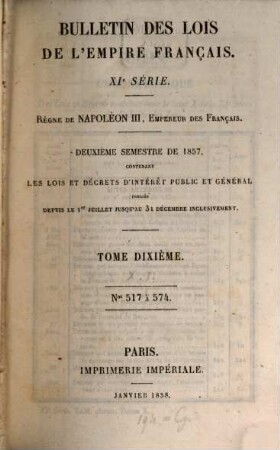 BULLETIN DES LOIS
DE L'EMPIRE FRANÇAIS.
XIe SÉRIE.
RÈGNE DE NAPOLÉON III, EMPEREUR DES FRANÇAIS.
DEUXIÈME SEMESTRE DE 1857,
CONTENANT
LES LOIS ET DÉCRETS D'INTÉRÊT PUBLIC ET GÉNÉRAL
PUBLIÉS
DEPUIS LE 1er JUILLET JUSQU'AU 31 DÉCEMBRE INCLUSIVEMENT.
TOME DIXIÈME.
Nos 517 à 574.
PARIS.
IMPRIMERIE IMPÉRIALE.
JANVIER 1858.